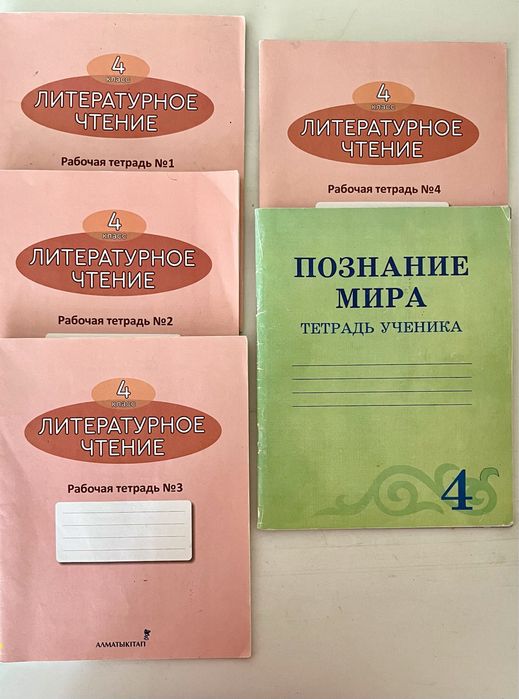 4
класс
ЛИТЕРАТУРНОЕ
ЧТЕНИЕ
Рабочая тетрадь №1
4
класс
ЛИТЕРАТУРНОЕ
ЧТЕНИЕ
Рабочая тетрадь №2
4
класс
ЛИТЕРАТУРНОЕ
ЧТЕНИЕ
Рабочая тетрадь №3
АЛМАТЫКІТАП
4
класс
ЛИТЕРАТУРНОЕ
ЧТЕНИЕ
Рабочая тетрадь №4
ПОЗНАНИЕ
МИРА
ТЕТРАДЬ УЧЕНИКА
4